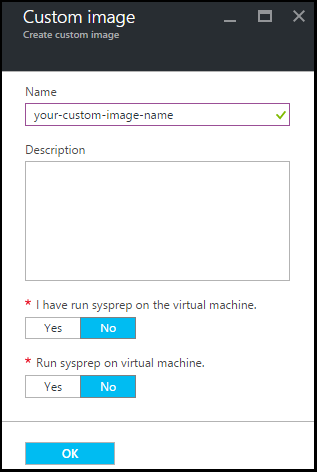 Custom image
Create custom image
Name
your-custom-image-name
Description
* I have run sysprep on the virtual machine.
Yes No
* Run sysprep on virtual machine.
Yes No
OK